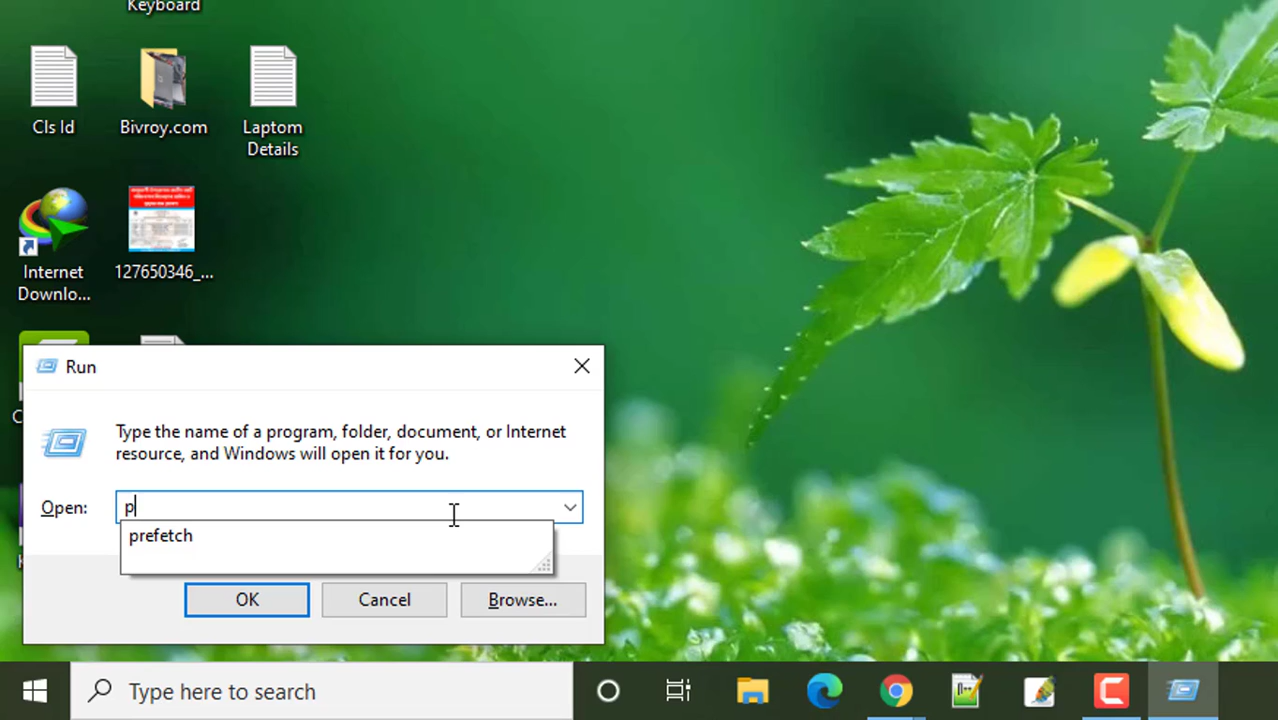 Keyboard
Cls Id
Bivroy.com
Laptom
Details
Internet
Downlo...
127650346_...
Run
Type the name of a program, folder, document, or Internet
resource, and Windows will open it for you.
Open:
p
prefetch
OK
Cancel
Browse...
Type here to search